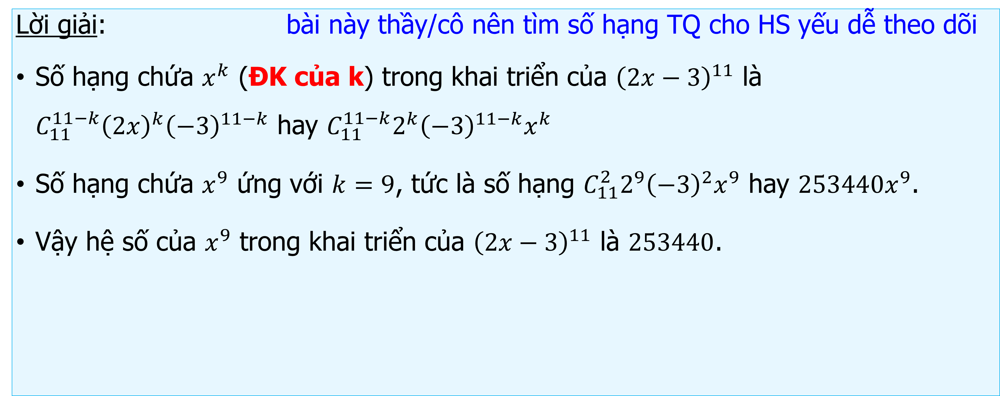 Lời giải: bài này thầy/cô nên tìm số hạng TQ cho HS yếu dễ theo dõi
• Số hạng chứa $x^k$ (ĐK của k) trong khai triển của $(2x - 3)^{11}$ là
$C_{11}^{11-k}(2x)^k(-3)^{11-k}$ hay $C_{11}^{11-k}2^k(-3)^{11-k}x^k$
• Số hạng chứa $x^9$ ứng với $k = 9$, tức là số hạng $C_{11}^{2}2^9(-3)^2x^9$ hay $253440x^9$.
• Vậy hệ số của $x^9$ trong khai triển của $(2x - 3)^{11}$ là $253440$.